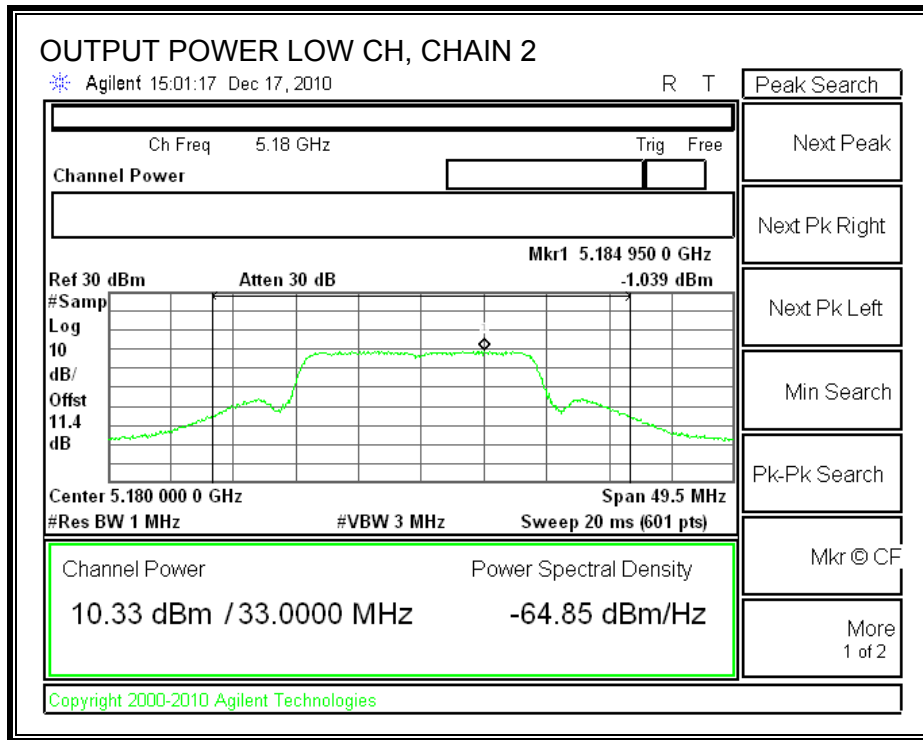 OUTPUT POWER LOW CH, CHAIN 2
Agilent 15:01:17 Dec 17, 2010 R T
Peak Search
Ch Freq 5.18 GHz Trig Free
Next Peak
Channel Power
Next Pk Right
Mkr1 5.184 950 0 GHz
Ref 30 dBm Atten 30 dB -1.039 dBm
#Samp
Log
10
dB/
Offst
11.4
dB
Next Pk Left
Min Search
Pk-Pk Search
Center 5.180 000 0 GHz Span 49.5 MHz
#Res BW 1 MHz #VBW 3 MHz Sweep 20 ms (601 pts)
Mkr © CF
Channel Power Power Spectral Density
10.33 dBm / 33.0000 MHz -64.85 dBm/Hz
More
1 of 2
Copyright 2000-2010 Agilent Technologies